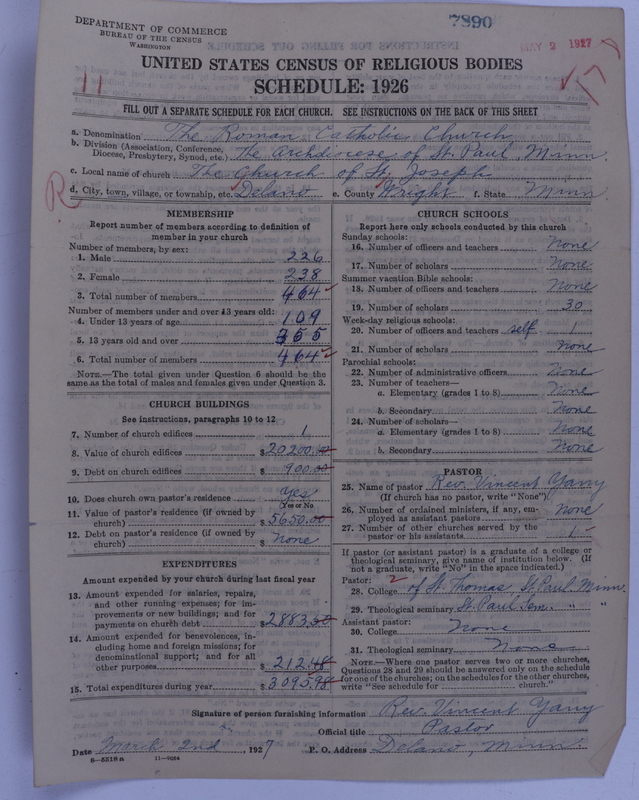 DEPARTMENT OF COMMERCE
BUREAU OF THE CENSUS
WASHINGTON
7890
MAY 2 1927
11
UNITED STATES CENSUS OF RELIGIOUS BODIES
SCHEDULE: 1926
FILL OUT A SEPARATE SCHEDULE FOR EACH CHURCH. SEE INSTRUCTIONS ON THE BACK OF THIS SHEET
a. Denomination The Roman Catholic Church
b. Division (Association, Conference, Diocese, Presbytery, Synod, etc.) The Archdiocese of St. Paul, Minn.
c. Local name of church The Church of St. Joseph
d. City, town, village, or township, etc. Delano e. County Wright f. State Minn
R
MEMBERSHIP
Report number of members according to definition of member in your church
Number of members, by sex:
1. Male 226
2. Female 238
3. Total number of members 464
Number of members under and over 13 years old:
4. Under 13 years of age 109
5. 13 years old and over 355
6. Total number of members 464
NOTE.—The total given under Question 6 should be the same as the total of males and females given under Question 3.
CHURCH BUILDINGS
See instructions, paragraphs 10 to 12
7. Number of church edifices 1
8. Value of church edifices $20200.00
9. Debt on church edifices $900.00
10. Does church own pastor's residence Yes
(Yes or No)
11. Value of pastor's residence (if owned by church) $5650.00
12. Debt on pastor's residence (if owned by church) $None
EXPENDITURES
Amount expended by your church during last fiscal year
13. Amount expended for salaries, repairs, and other running expenses; for improvements or new buildings; and for payments on church debt $2883.50
14. Amount expended for benevolences, including home and foreign missions; for denominational support; and for all other purposes $212.48
15. Total expenditures during year $3095.98
CHURCH SCHOOLS
Report here only schools conducted by this church
Sunday schools:
16. Number of officers and teachers None
17. Number of scholars None
Summer vacation Bible schools:
18. Number of officers and teachers None
19. Number of scholars 30
Week-day religious schools:
20. Number of officers and teachers self 1
21. Number of scholars None
Parochial schools:
22. Number of administrative officers None
23. Number of teachers—
a. Elementary (grades 1 to 8) None
b. Secondary None
24. Number of scholars—
a. Elementary (grades 1 to 8) None
b. Secondary None
PASTOR
25. Name of pastor Rev. Vincent Yany
(If church has no pastor, write "None")
26. Number of ordained ministers, if any, employed as assistant pastors None
27. Number of other churches served by the pastor or his assistants 1
If pastor (or assistant pastor) is a graduate of a college or theological seminary, give name of institution below. (If not a graduate, write "No" in the space indicated.)
Pastor:
28. College of St. Thomas, St. Paul Minn.
29. Theological seminary St. Paul Sem. " "
Assistant pastor:
30. College None
31. Theological seminary None
NOTE.—Where one pastor serves two or more churches, Questions 28 and 29 should be answered only on the schedule for one of the churches; on the schedules for the other churches, write "See schedule for ........ church."
Signature of person furnishing information Rev. Vincent Yany
Official title Pastor
Date March 2nd, 1927 P. O. Address Delano, Minn.
6—5518a 11—9024